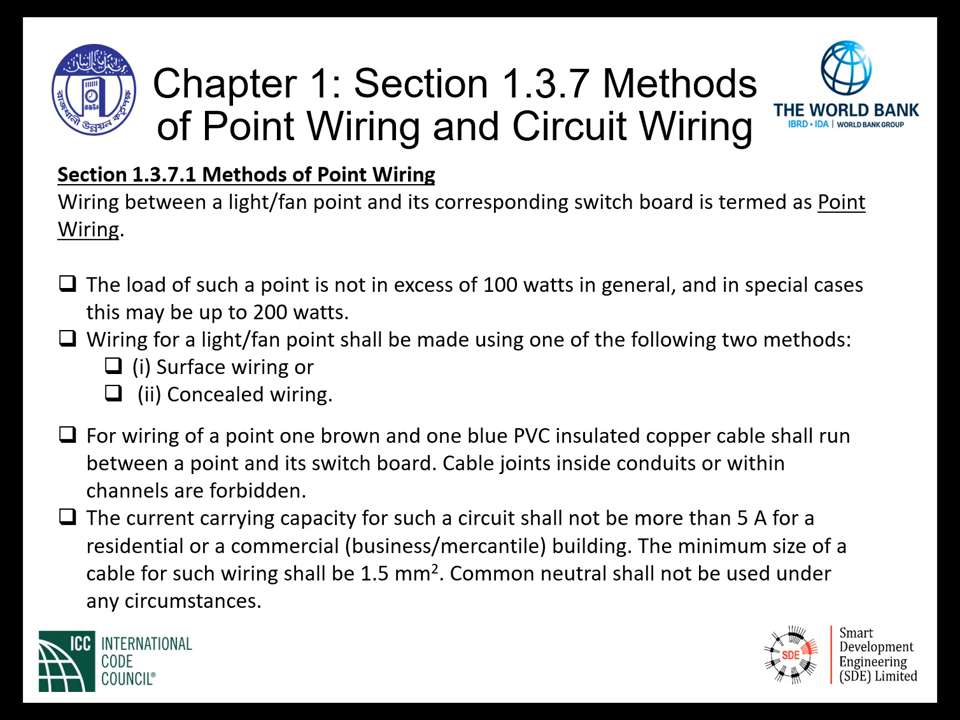 Chapter 1: Section 1.3.7 Methods
of Point Wiring and Circuit Wiring
THE WORLD BANK
IBRD • IDA | WORLD BANK GROUP
Section 1.3.7.1 Methods of Point Wiring
Wiring between a light/fan point and its corresponding switch board is termed as Point
Wiring.
❑ The load of such a point is not in excess of 100 watts in general, and in special cases
this may be up to 200 watts.
❑ Wiring for a light/fan point shall be made using one of the following two methods:
❑ (i) Surface wiring or
❑ (ii) Concealed wiring.
❑ For wiring of a point one brown and one blue PVC insulated copper cable shall run
between a point and its switch board. Cable joints inside conduits or within
channels are forbidden.
❑ The current carrying capacity for such a circuit shall not be more than 5 A for a
residential or a commercial (business/mercantile) building. The minimum size of a
cable for such wiring shall be 1.5 mm². Common neutral shall not be used under
any circumstances.
ICC INTERNATIONAL
CODE
COUNCIL®
SDE
Smart
Development
Engineering
(SDE) Limited